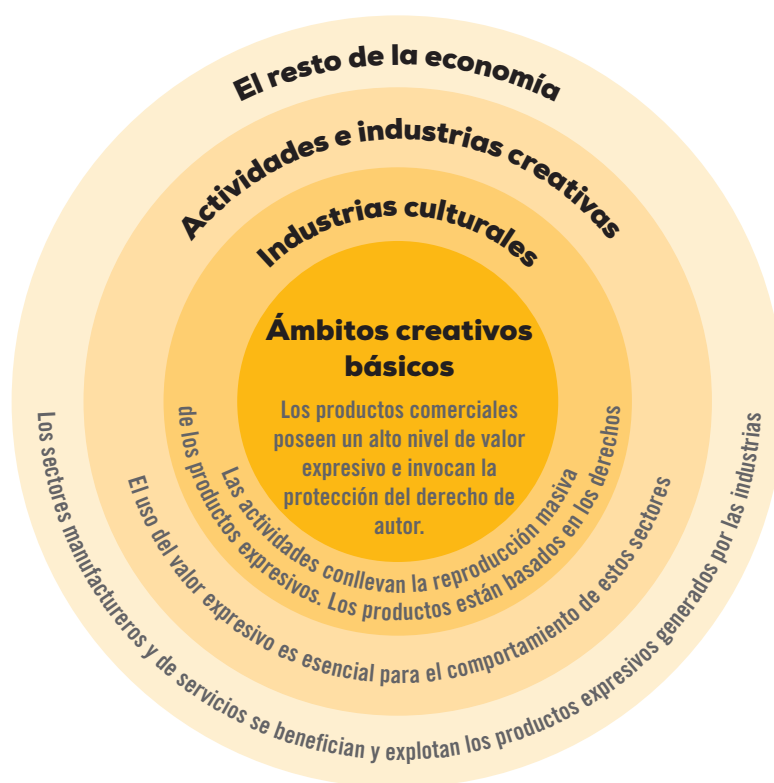 El resto de la economía
Actividades e industrias creativas
Industrias culturales
Ámbitos creativos
básicos
Los productos comerciales
poseen un alto nivel de valor
expresivo e invocan la
protección del derecho de
autor.
Las actividades conllevan la reproducción masiva
de los productos expresivos. Los productos están basados en los derechos
El uso del valor expresivo es esencial para el comportamiento de estos sectores
Los sectores manufactureros y de servicios se benefician y explotan los productos expresivos generados por las industrias